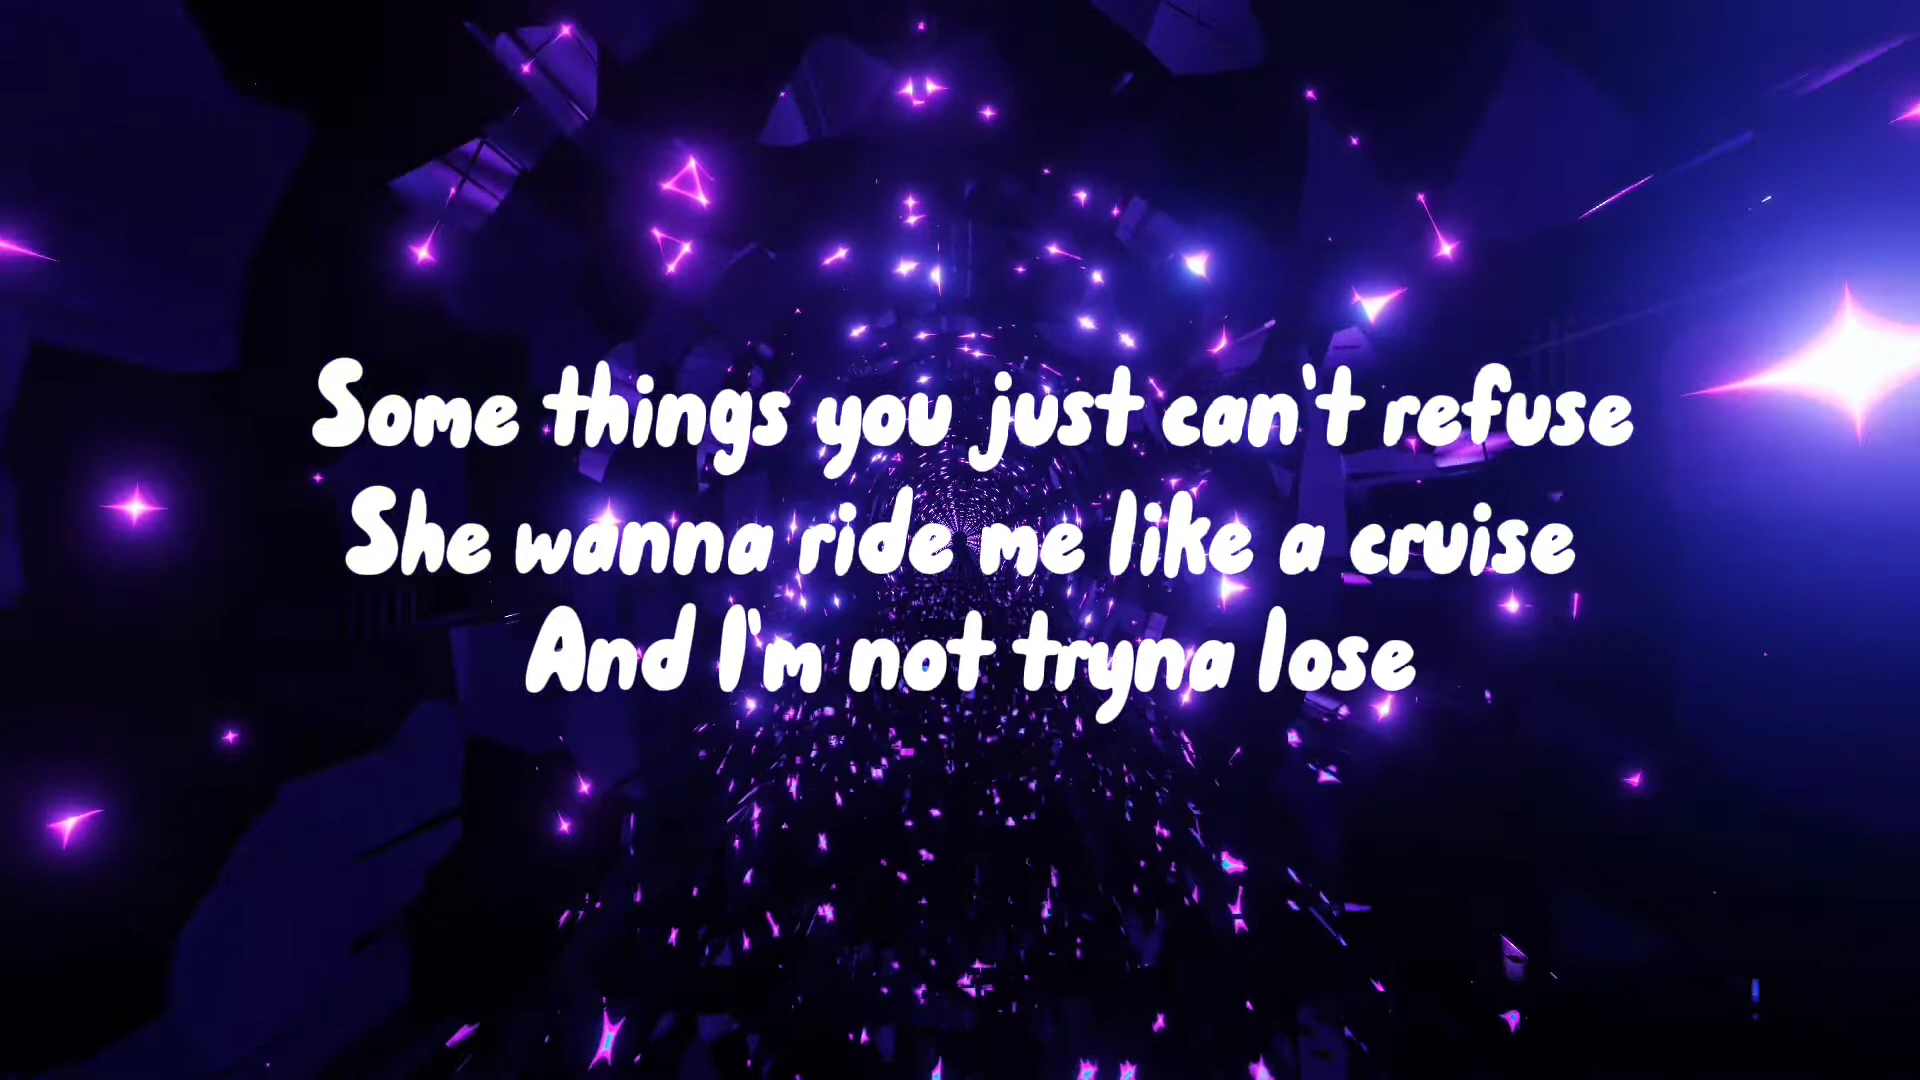 Some things you just can't refuse
She wanna ride me like a cruise
And I'm not tryna lose